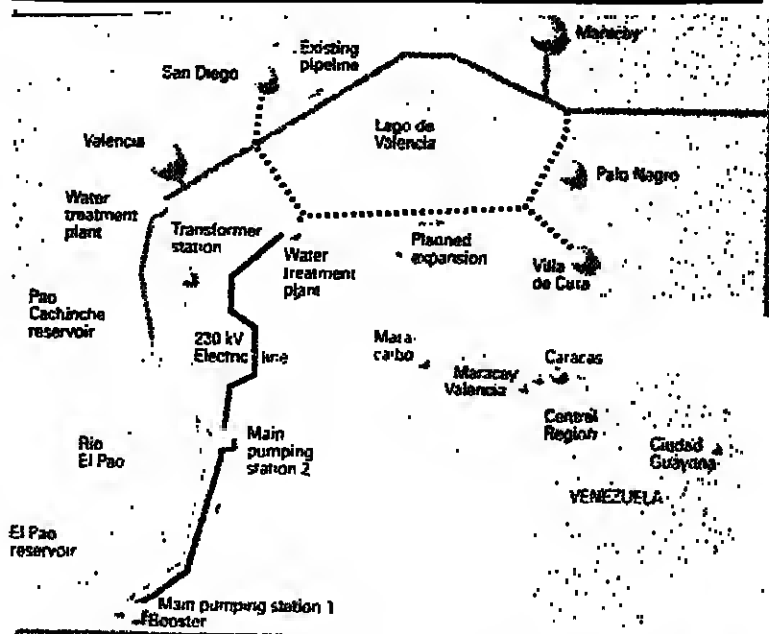 Maracay
Existing
pipeline
San Diego
Lago de
Valencia
Valencia
Palo Negro
Water
treatment
plant
Transformer
station
Water
treatment
plant
Planned
expansion
Villa
de Cura
Pao
Cachinche
reservoir
230 kV
Electric line
Mara-
caibo
Maracay
Valencia
Caracas
Central
Region
Ciudad
Guayana
VENEZUELA
Rio
El Pao
Main
pumping
station 2
El Pao
reservoir
Main pumping station 1
Booster